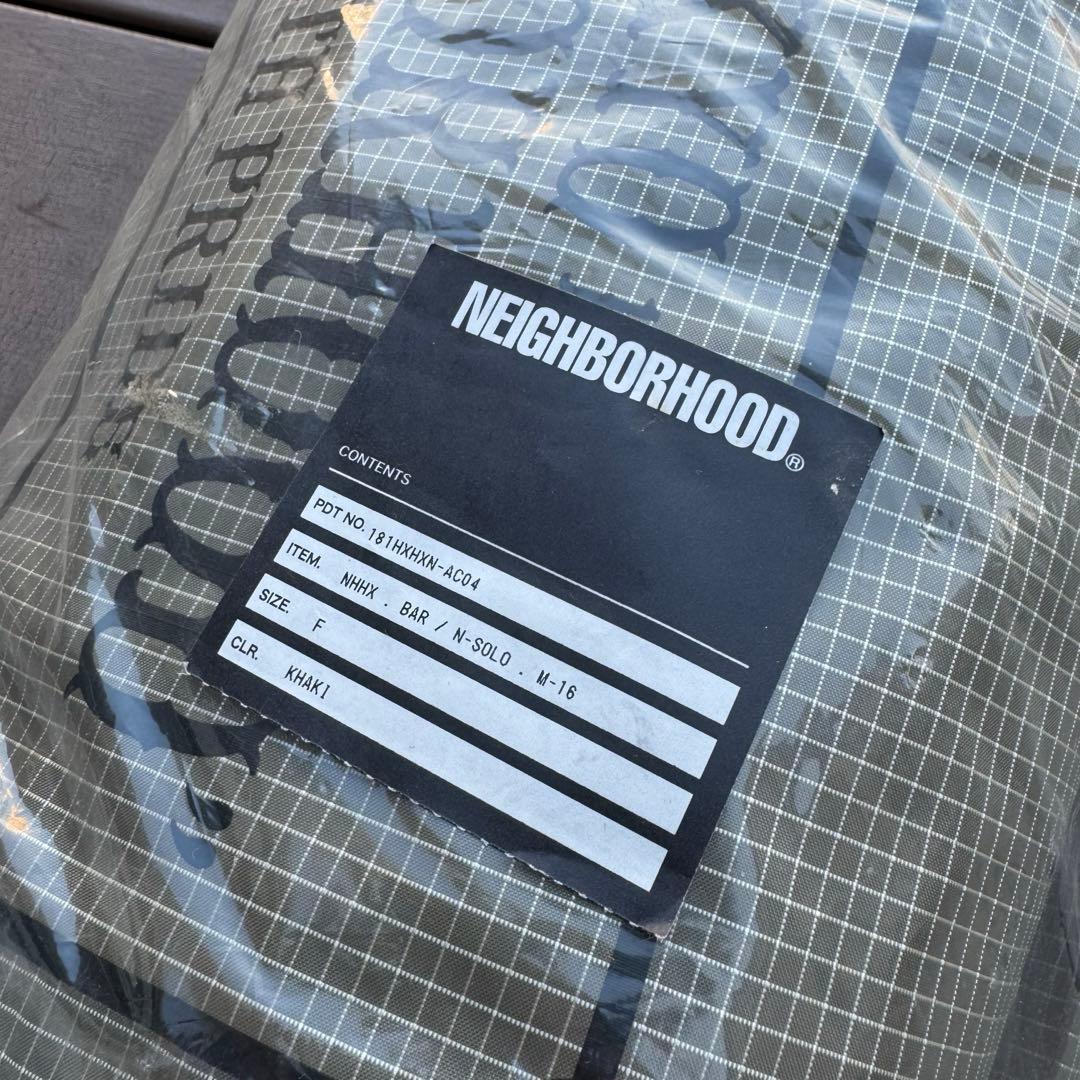 NEIGHBORHOOD®
CONTENTS
PDT NO. 181HXHXN-AC04
ITEM. NHHX . BAR / N-SOLO . M-16
SIZE. F
CLR. KHAKI